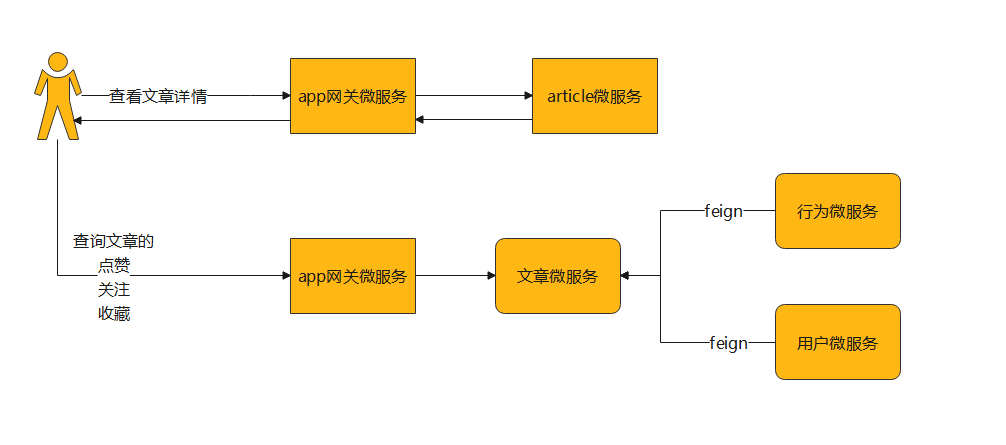 查看文章详情
app网关微服务
article微服务
查询文章的
点赞
关注
收藏
app网关微服务
文章微服务
feign
行为微服务
feign
用户微服务